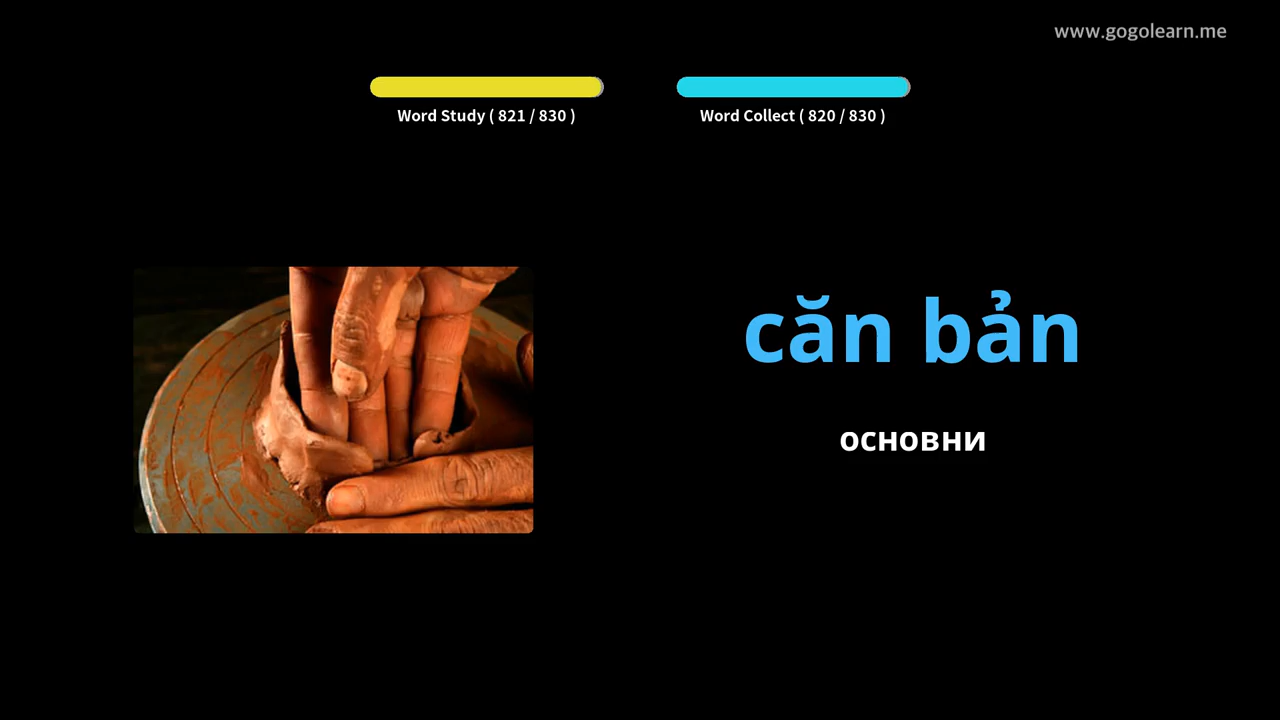 www.gogolearn.me
Word Study ( 821 / 830 )
Word Collect ( 820 / 830 )
căn bản
основни